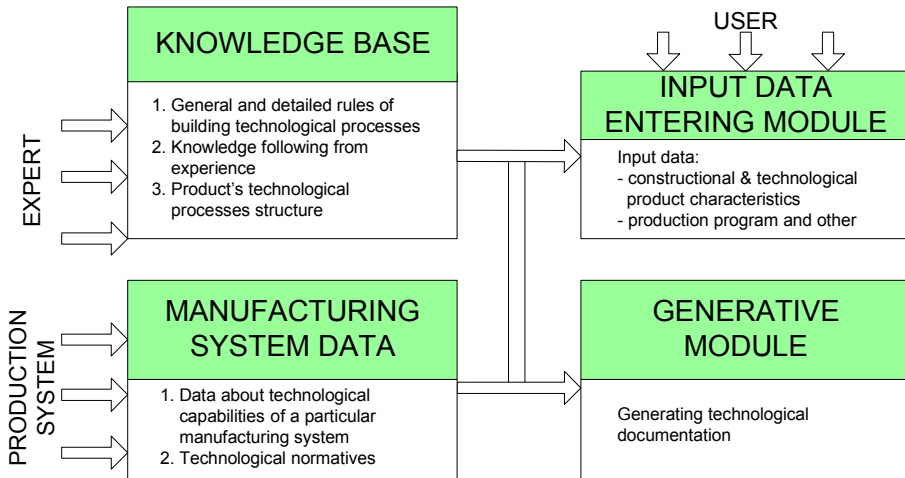 USER
EXPERT
KNOWLEDGE BASE
1. General and detailed rules of
building technological processes
2. Knowledge following from
experience
3. Product's technological
processes structure
INPUT DATA
ENTERING MODULE
Input data:
- constructional & technological
product characteristics
- production program and other
PRODUCTION
SYSTEM
MANUFACTURING
SYSTEM DATA
1. Data about technological
capabilities of a particular
manufacturing system
2. Technological normatives
GENERATIVE
MODULE
Generating technological
documentation